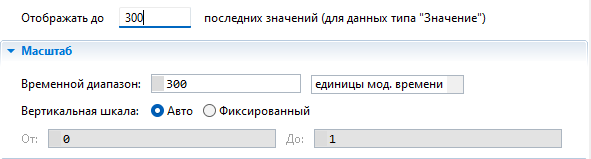 Отображать до 300 последних значений (для данных типа "Значение")
Масштаб
Временной диапазон: 300 единицы мод. времени
Вертикальная шкала: Авто Фиксированный
От: 0 До: 1